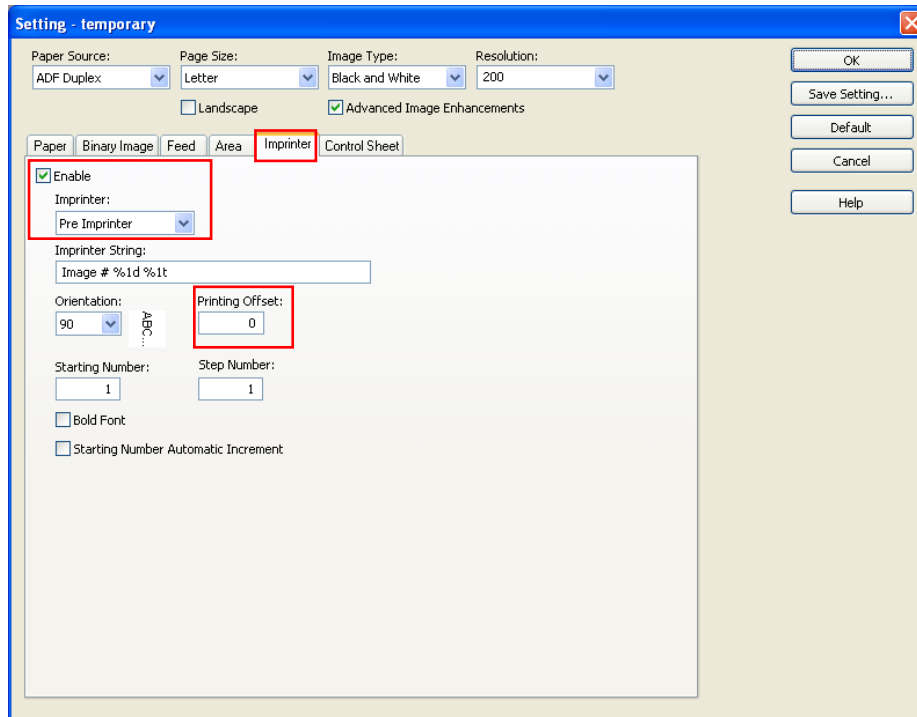 Setting - temporary
Paper Source: Page Size: Image Type: Resolution:
ADF Duplex Letter Black and White 200
Landscape Advanced Image Enhancements
OK
Save Setting...
Default
Cancel
Help
Paper Binary Image Feed Area Imprinter Control Sheet
Enable
Imprinter:
Pre Imprinter
Imprinter String:
Image # %1d %1t
Orientation: Printing Offset:
90 ABC... 0
Starting Number: Step Number:
1 1
Bold Font
Starting Number Automatic Increment